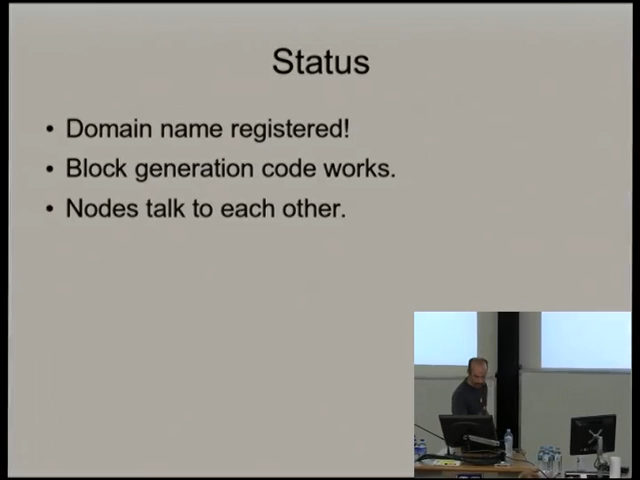 Status
• Domain name registered!
• Block generation code works.
• Nodes talk to each other.